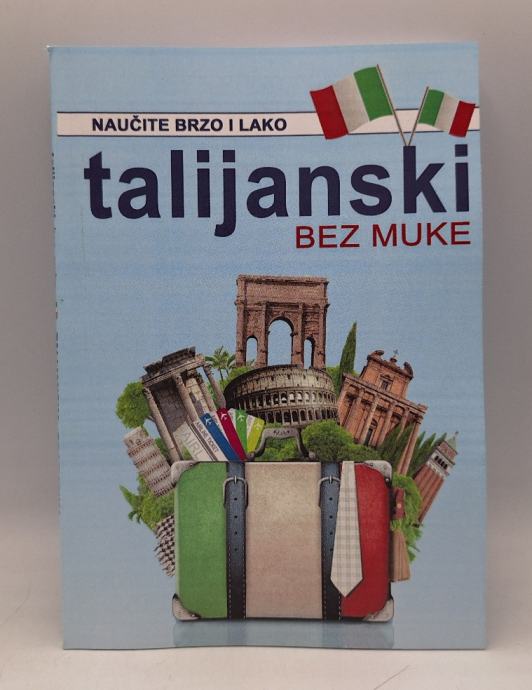 NAUČITE BRZO I LAKO
talijanski
BEZ MUKE